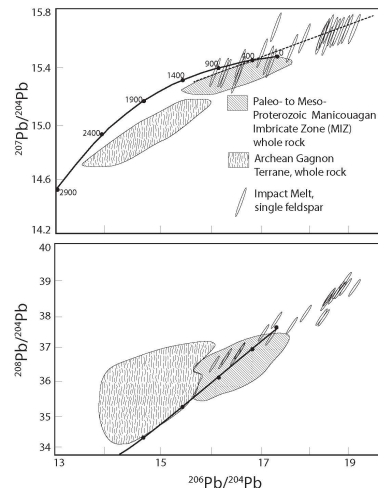 15.8
15.4
15.0
14.6
14.2
207Pb/204Pb
2900
2400
1900
1400
900
400
0
Paleo- to Meso-
Proterozoic Manicouagan
Imbricate Zone (MIZ)
whole rock
Archean Gagnon
Terrane, whole rock
Impact Melt,
single feldspar
40
39
38
37
36
35
34
208Pb/204Pb
13
15
16
17
19
206Pb/204Pb